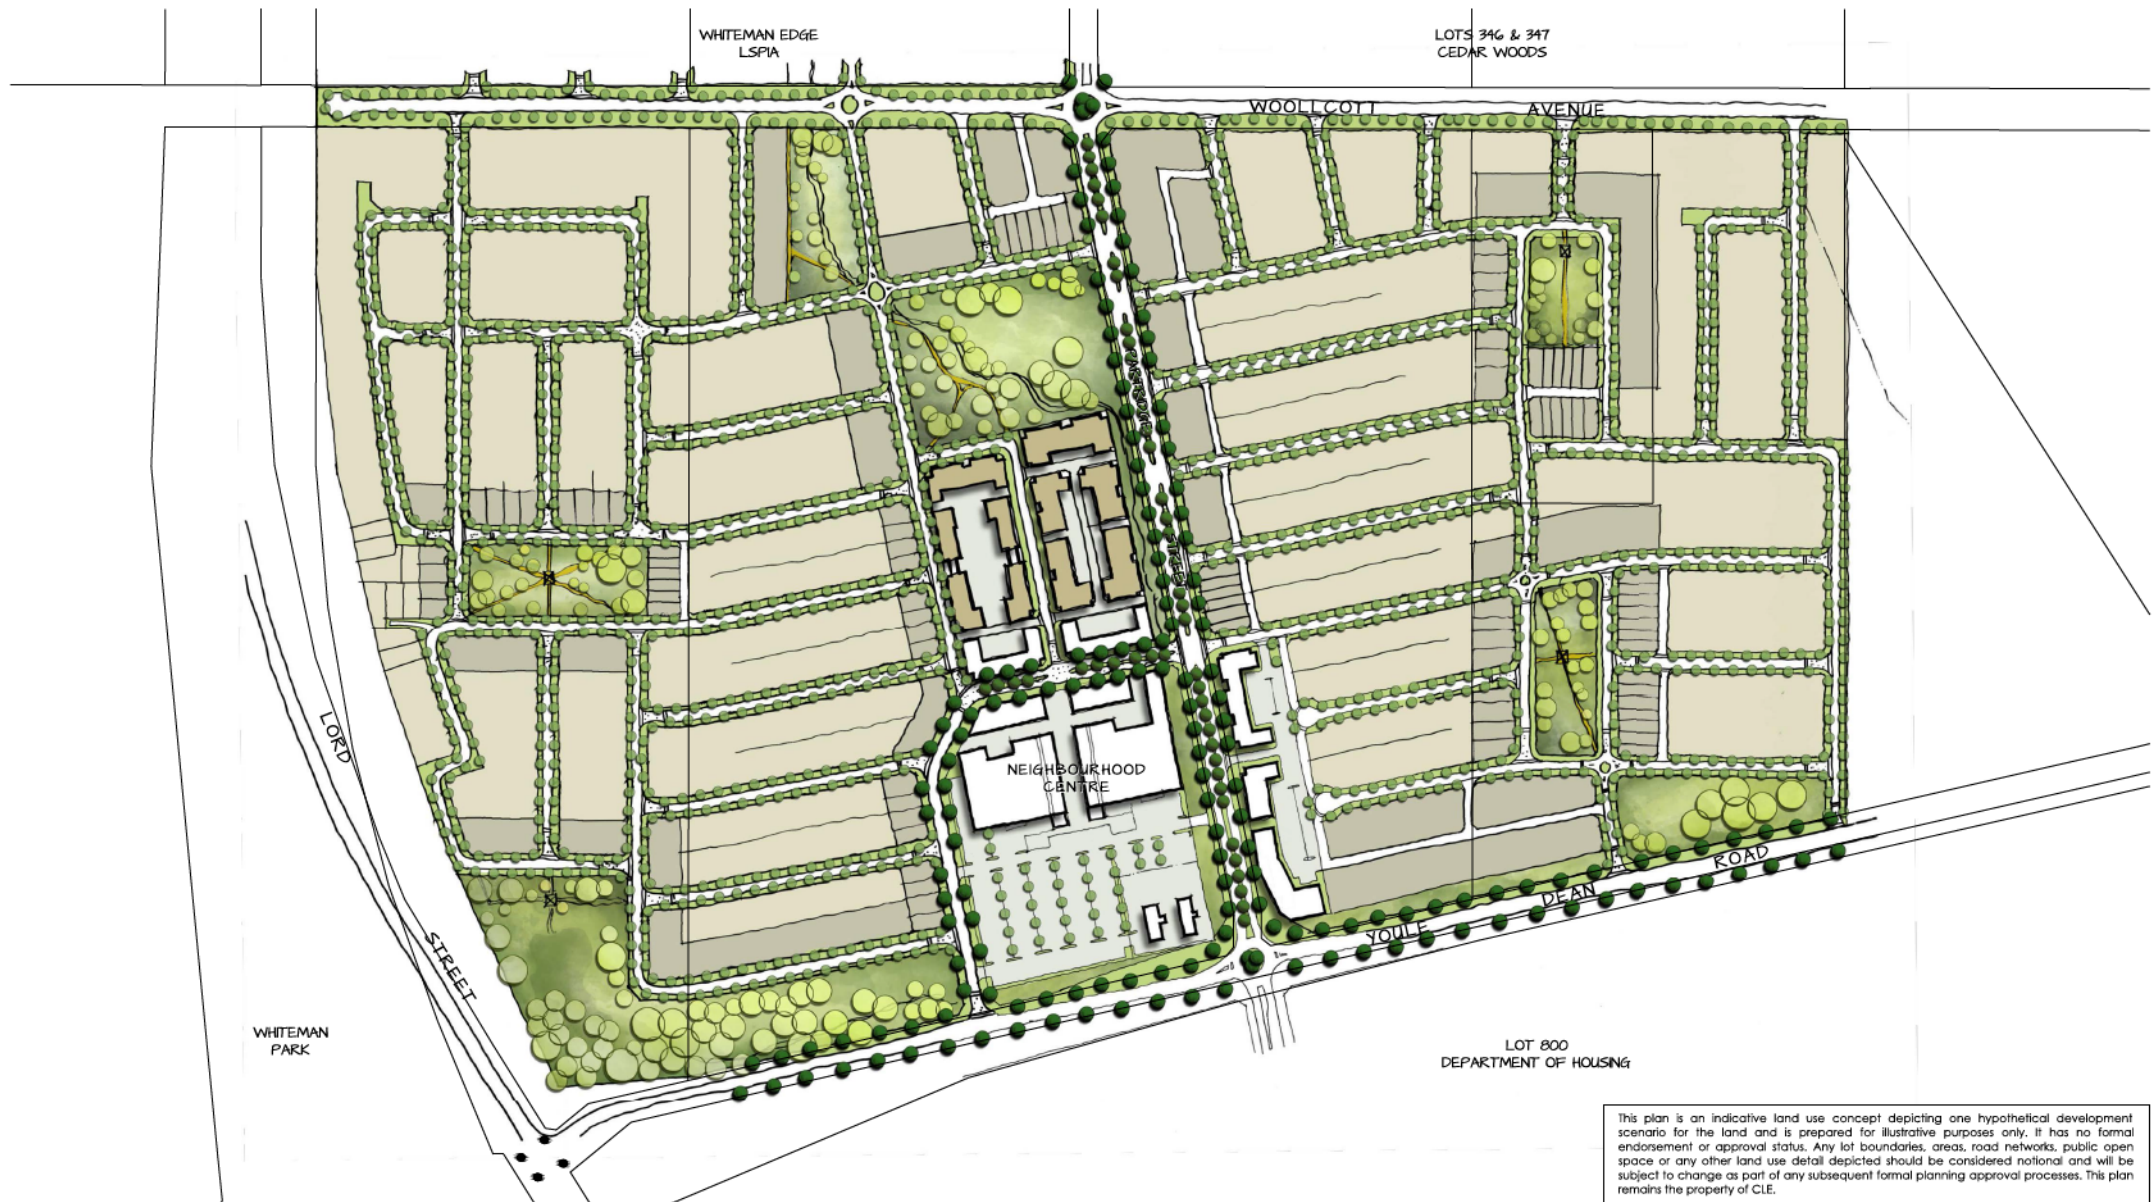 WHITEMAN EDGE
LSPIA
LOTS 346 & 347
CEDAR WOODS
WOOLLCOTT AVENUE
STREET
NEIGHBOURHOOD
CENTRE
LORD
STREET
YOULE DEAN ROAD
WHITEMAN
PARK
LOT 800
DEPARTMENT OF HOUSING
This plan is an indicative land use concept depicting one hypothetical development
scenario for the land and is prepared for illustrative purposes only. It has no formal
endorsement or approval status. Any lot boundaries, areas, road networks, public open
space or any other land use detail depicted should be considered notional and will be
subject to change as part of any subsequent formal planning approval processes. This plan
remains the property of CLE.